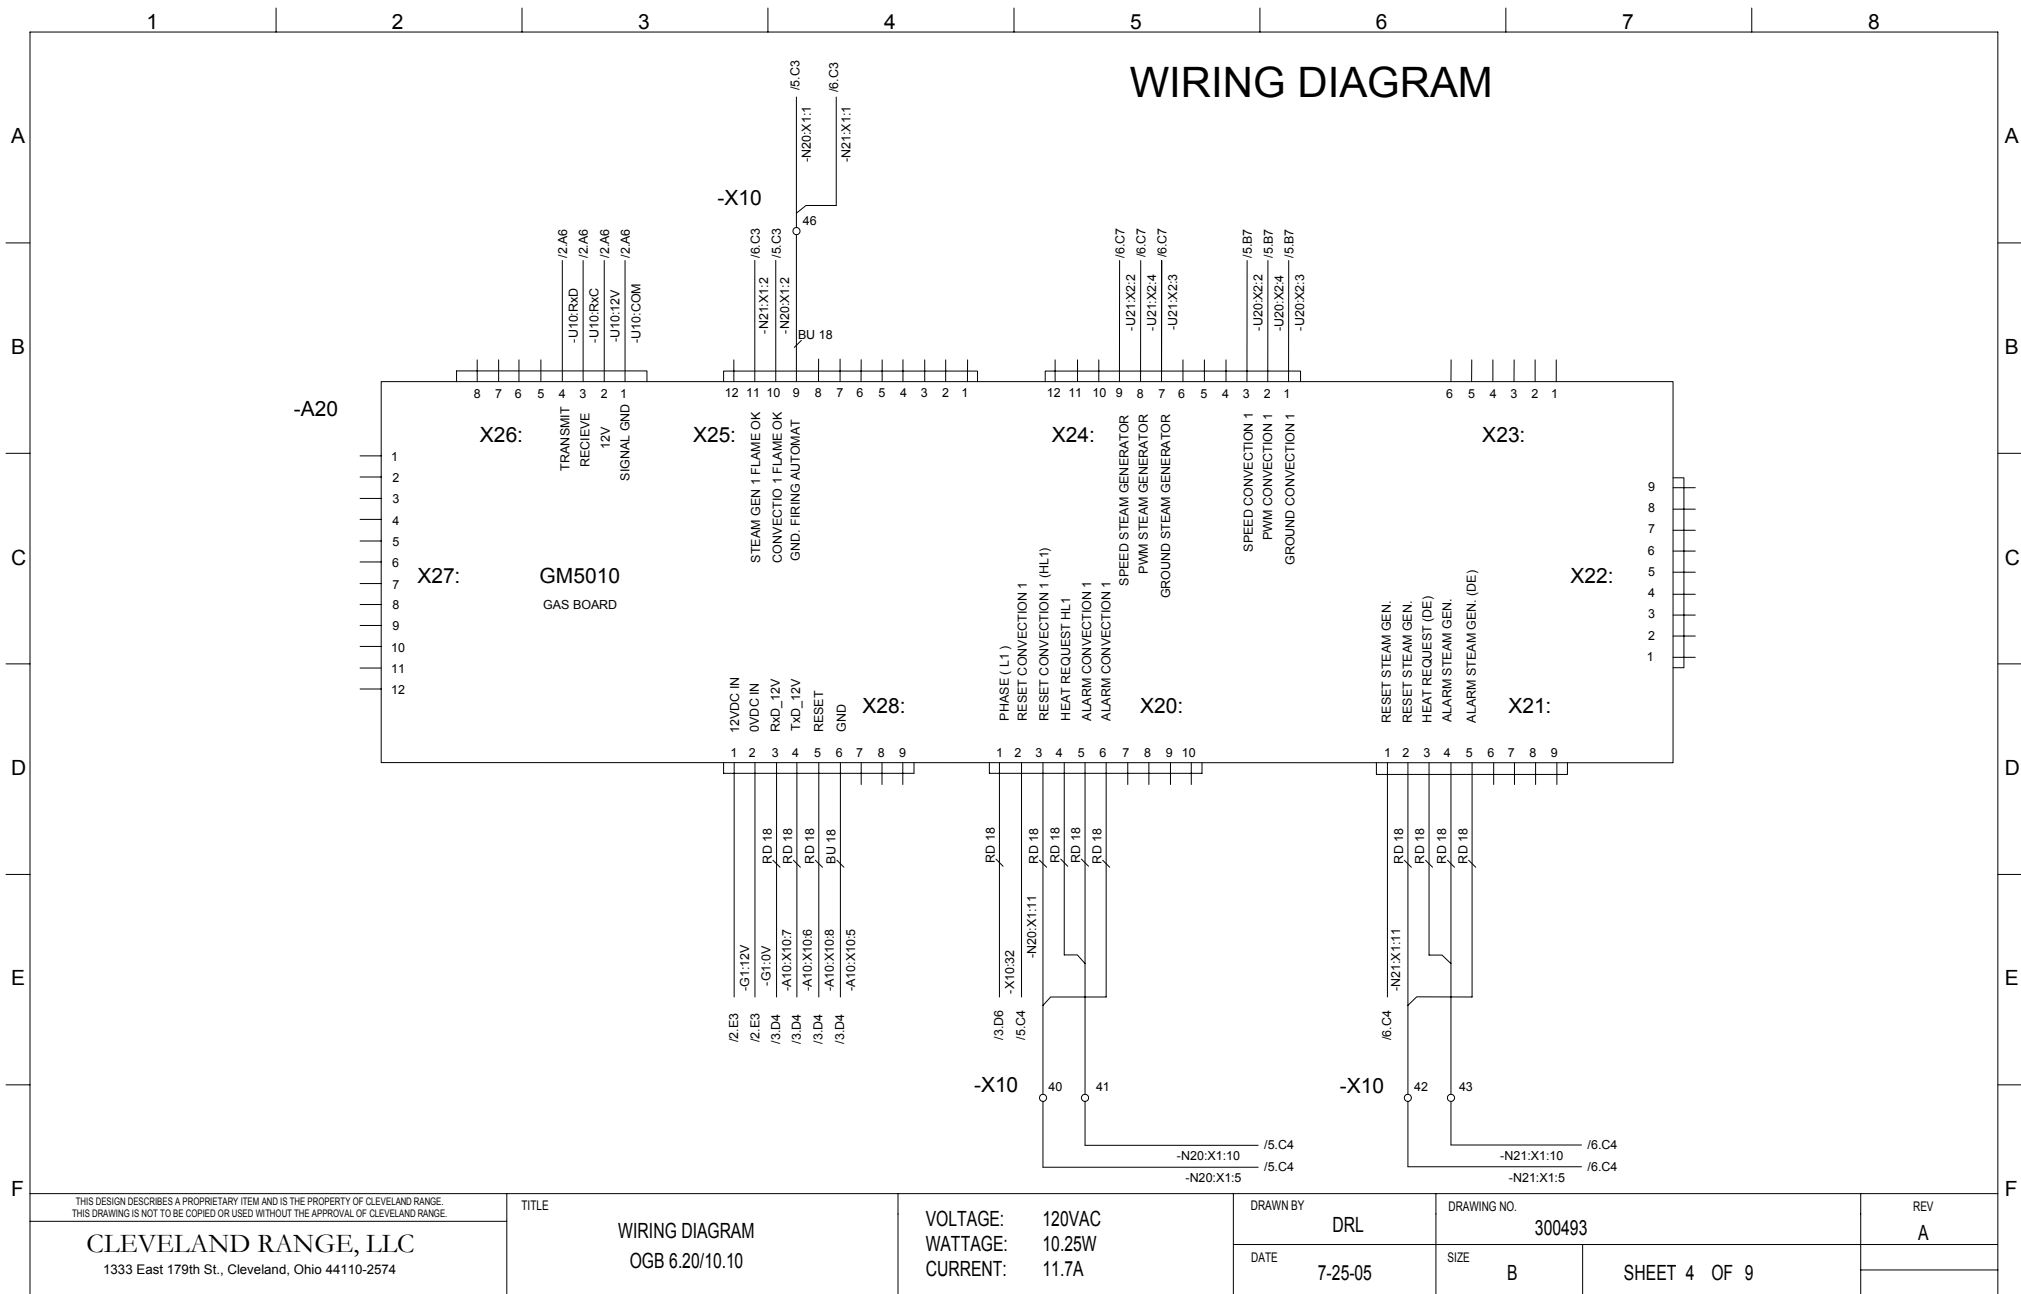 1 2 3 4 5 6 7 8
WIRING DIAGRAM
A A
B B
C C
D D
E E
F F
/5.C3
/6.C3
-N20:X1:1
-N21:X1:1
-X10
46
/2.A6
/2.A6
/2.A6
/2.A6
-U10:RxD
-U10:RxC
-U10:12V
-U10:COM
/6.C3
/5.C3
-N21:X1:2
-N20:X1:2
BU 18
/6.C7
/6.C7
/6.C7
-U21:X2:2
-U21:X2:4
-U21:X2:3
/5.B7
/5.B7
/5.B7
-U20:X2:2
-U20:X2:4
-U20:X2:3
-A20
8 7 6 5 4 3 2 1
X26:
TRANSMIT
RECIEVE
12V
SIGNAL GND
12 11 10 9 8 7 6 5 4 3 2 1
X25:
STEAM GEN 1 FLAME OK
CONVECTIO 1 FLAME OK
GND. FIRING AUTOMAT
12 11 10 9 8 7 6 5 4 3 2 1
X24:
SPEED STEAM GENERATOR
PWM STEAM GENERATOR
GROUND STEAM GENERATOR
SPEED CONVECTION 1
PWM CONVECTION 1
GROUND CONVECTION 1
6 5 4 3 2 1
X23:
1
2
3
4
5
6
7
8
9
10
11
12
X27:
GM5010
GAS BOARD
X22:
9
8
7
6
5
4
3
2
1
12VDC IN
0VDC IN
RxD_12V
TxD_12V
RESET
GND
X28:
1 2 3 4 5 6 7 8 9
PHASE ( L1 )
RESET CONVECTION 1
RESET CONVECTION 1 (HL1)
HEAT REQUEST HL1
ALARM CONVECTION 1
ALARM CONVECTION 1
X20:
1 2 3 4 5 6 7 8 9 10
RESET STEAM GEN.
RESET STEAM GEN.
HEAT REQUEST (DE)
ALARM STEAM GEN.
ALARM STEAM GEN. (DE)
X21:
1 2 3 4 5 6 7 8 9
RD 18
RD 18
RD 18
BU 18
-G1:12V
-G1:0V
-A10:X10:7
-A10:X10:6
-A10:X10:8
-A10:X10:5
/2.E3
/2.E3
/3.D4
/3.D4
/3.D4
/3.D4
RD 18
RD 18
RD 18
RD 18
RD 18
-X10:32
-N20:X1:11
/3.D6
/5.C4
-X10
40
41
/5.C4
-N20:X1:10
/5.C4
-N20:X1:5
RD 18
RD 18
RD 18
RD 18
-N21:X1:11
/6.C4
-X10
42
43
/6.C4
-N21:X1:10
/6.C4
-N21:X1:5
THIS DESIGN DESCRIBES A PROPRIETARY ITEM AND IS THE PROPERTY OF CLEVELAND RANGE.
THIS DRAWING IS NOT TO BE COPIED OR USED WITHOUT THE APPROVAL OF CLEVELAND RANGE.
CLEVELAND RANGE, LLC
1333 East 179th St., Cleveland, Ohio 44110-2574
TITLE
WIRING DIAGRAM
OGB 6.20/10.10
VOLTAGE: 120VAC
WATTAGE: 10.25W
CURRENT: 11.7A
DRAWN BY
DRL
DATE
7-25-05
DRAWING NO.
300493
SIZE
B
SHEET 4 OF 9
REV
A